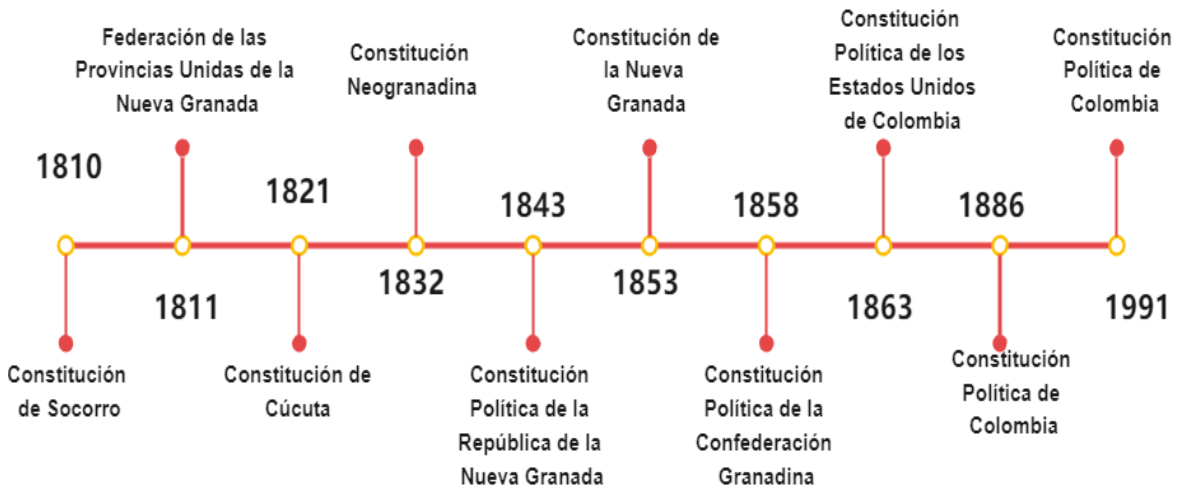 1810
Constitución
de Socorro
Federación de las
Provincias Unidas de la
Nueva Granada
1811
1821
Constitución de
Cúcuta
Constitución
Neogranadina
1832
1843
Constitución
Política de la
República de la
Nueva Granada
Constitución de
la Nueva
Granada
1853
1858
Constitución
Política de la
Confederación
Granadina
Constitución
Política de los
Estados Unidos
de Colombia
1863
1886
Constitución
Política de
Colombia
Constitución
Política de
Colombia
1991